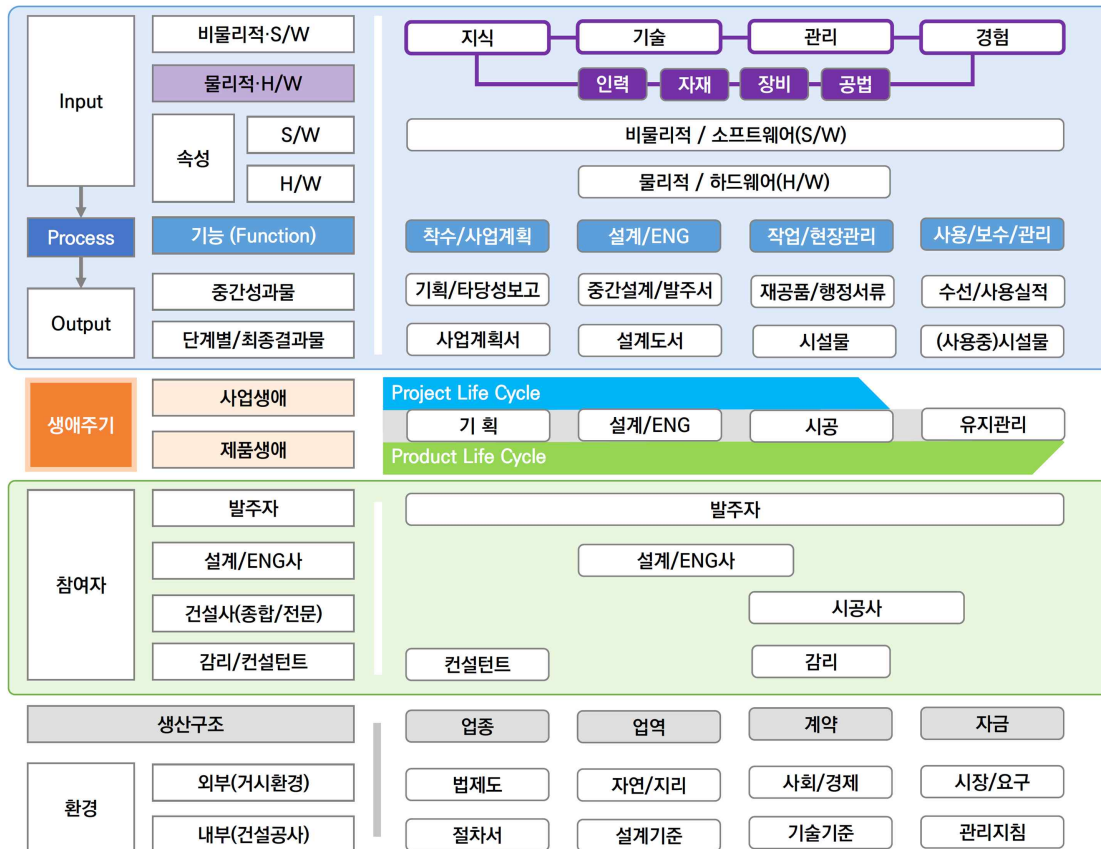 Input
비물리적·S/W
물리적·H/W
속성
S/W
H/W
지식
기술
관리
경험
인력
자재
장비
공법
비물리적 / 소프트웨어(S/W)
물리적 / 하드웨어(H/W)
Process
기능 (Function)
착수/사업계획
설계/ENG
작업/현장관리
사용/보수/관리
Output
중간성과물
기획/타당성보고
중간설계/발주서
재공품/행정서류
수선/사용실적
단계별/최종결과물
사업계획서
설계도서
시설물
(사용중)시설물
생애주기
사업생애
제품생애
Project Life Cycle
기 획
설계/ENG
시공
유지관리
Product Life Cycle
참여자
발주자
발주자
설계/ENG사
설계/ENG사
건설사(종합/전문)
시공사
감리/컨설턴트
컨설턴트
감리
생산구조
업종
업역
계약
자금
환경
외부(거시환경)
법제도
자연/지리
사회/경제
시장/요구
내부(건설공사)
절차서
설계기준
기술기준
관리지침